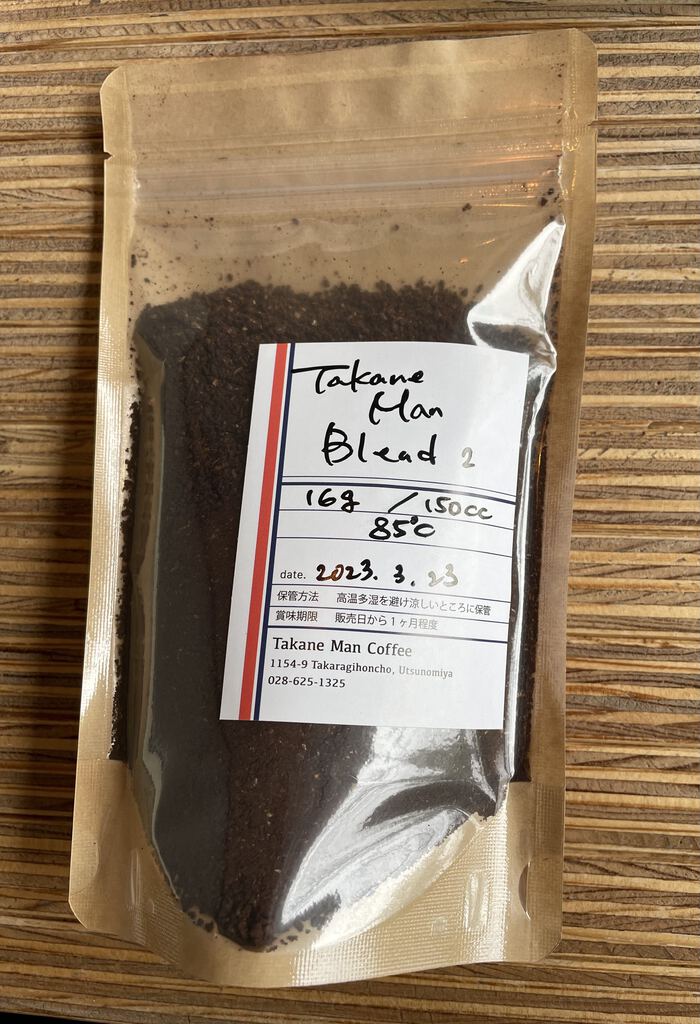 Takane
Man
Blend 2
16g / 150cc
85°C
date. 2023. 3. 23
保管方法 高温多湿を避け涼しいところに保管
賞味期限 販売日から1ヶ月程度
Takane Man Coffee
1154-9 Takaragihoncho, Utsunomiya
028-625-1325